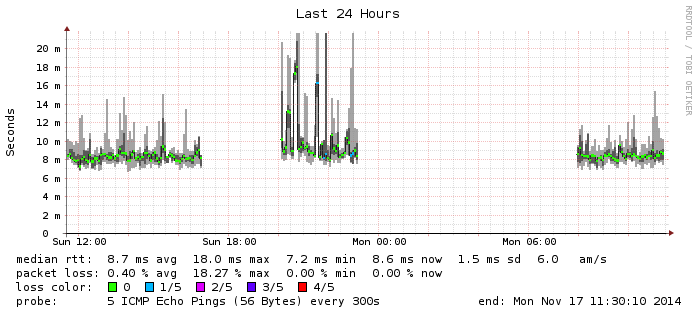 Last 24 Hours
RRDTOOL / TOBI OETIKER
Seconds
20 m
18 m
16 m
14 m
12 m
10 m
8 m
6 m
4 m
2 m
0
Sun 12:00 Sun 18:00 Mon 00:00 Mon 06:00
median rtt: 8.7 ms avg 18.0 ms max 7.2 ms min 8.6 ms now 1.5 ms sd 6.0 am/s
packet loss: 0.40 % avg 18.27 % max 0.00 % min 0.00 % now
loss color: 0 1/5 2/5 3/5 4/5
probe: 5 ICMP Echo Pings (56 Bytes) every 300s end: Mon Nov 17 11:30:10 2014